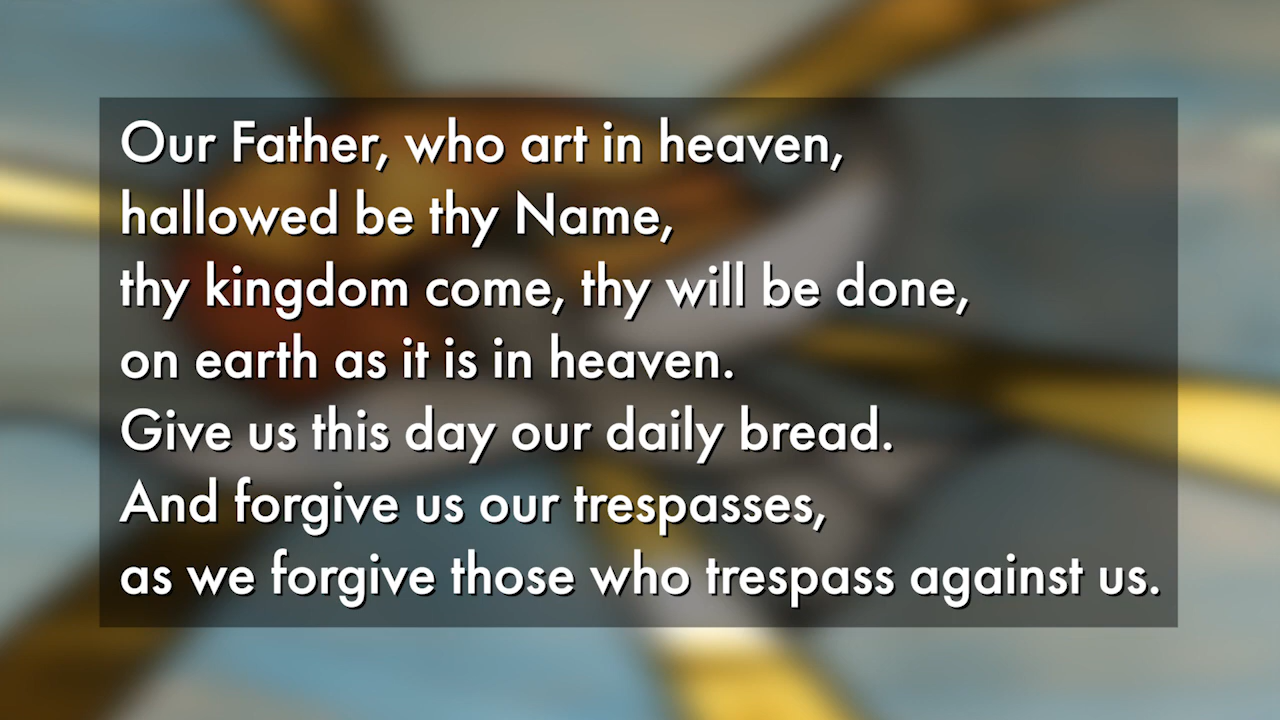 Our Father, who art in heaven,
hallowed be thy Name,
thy kingdom come, thy will be done,
on earth as it is in heaven.
Give us this day our daily bread.
And forgive us our trespasses,
as we forgive those who trespass against us.